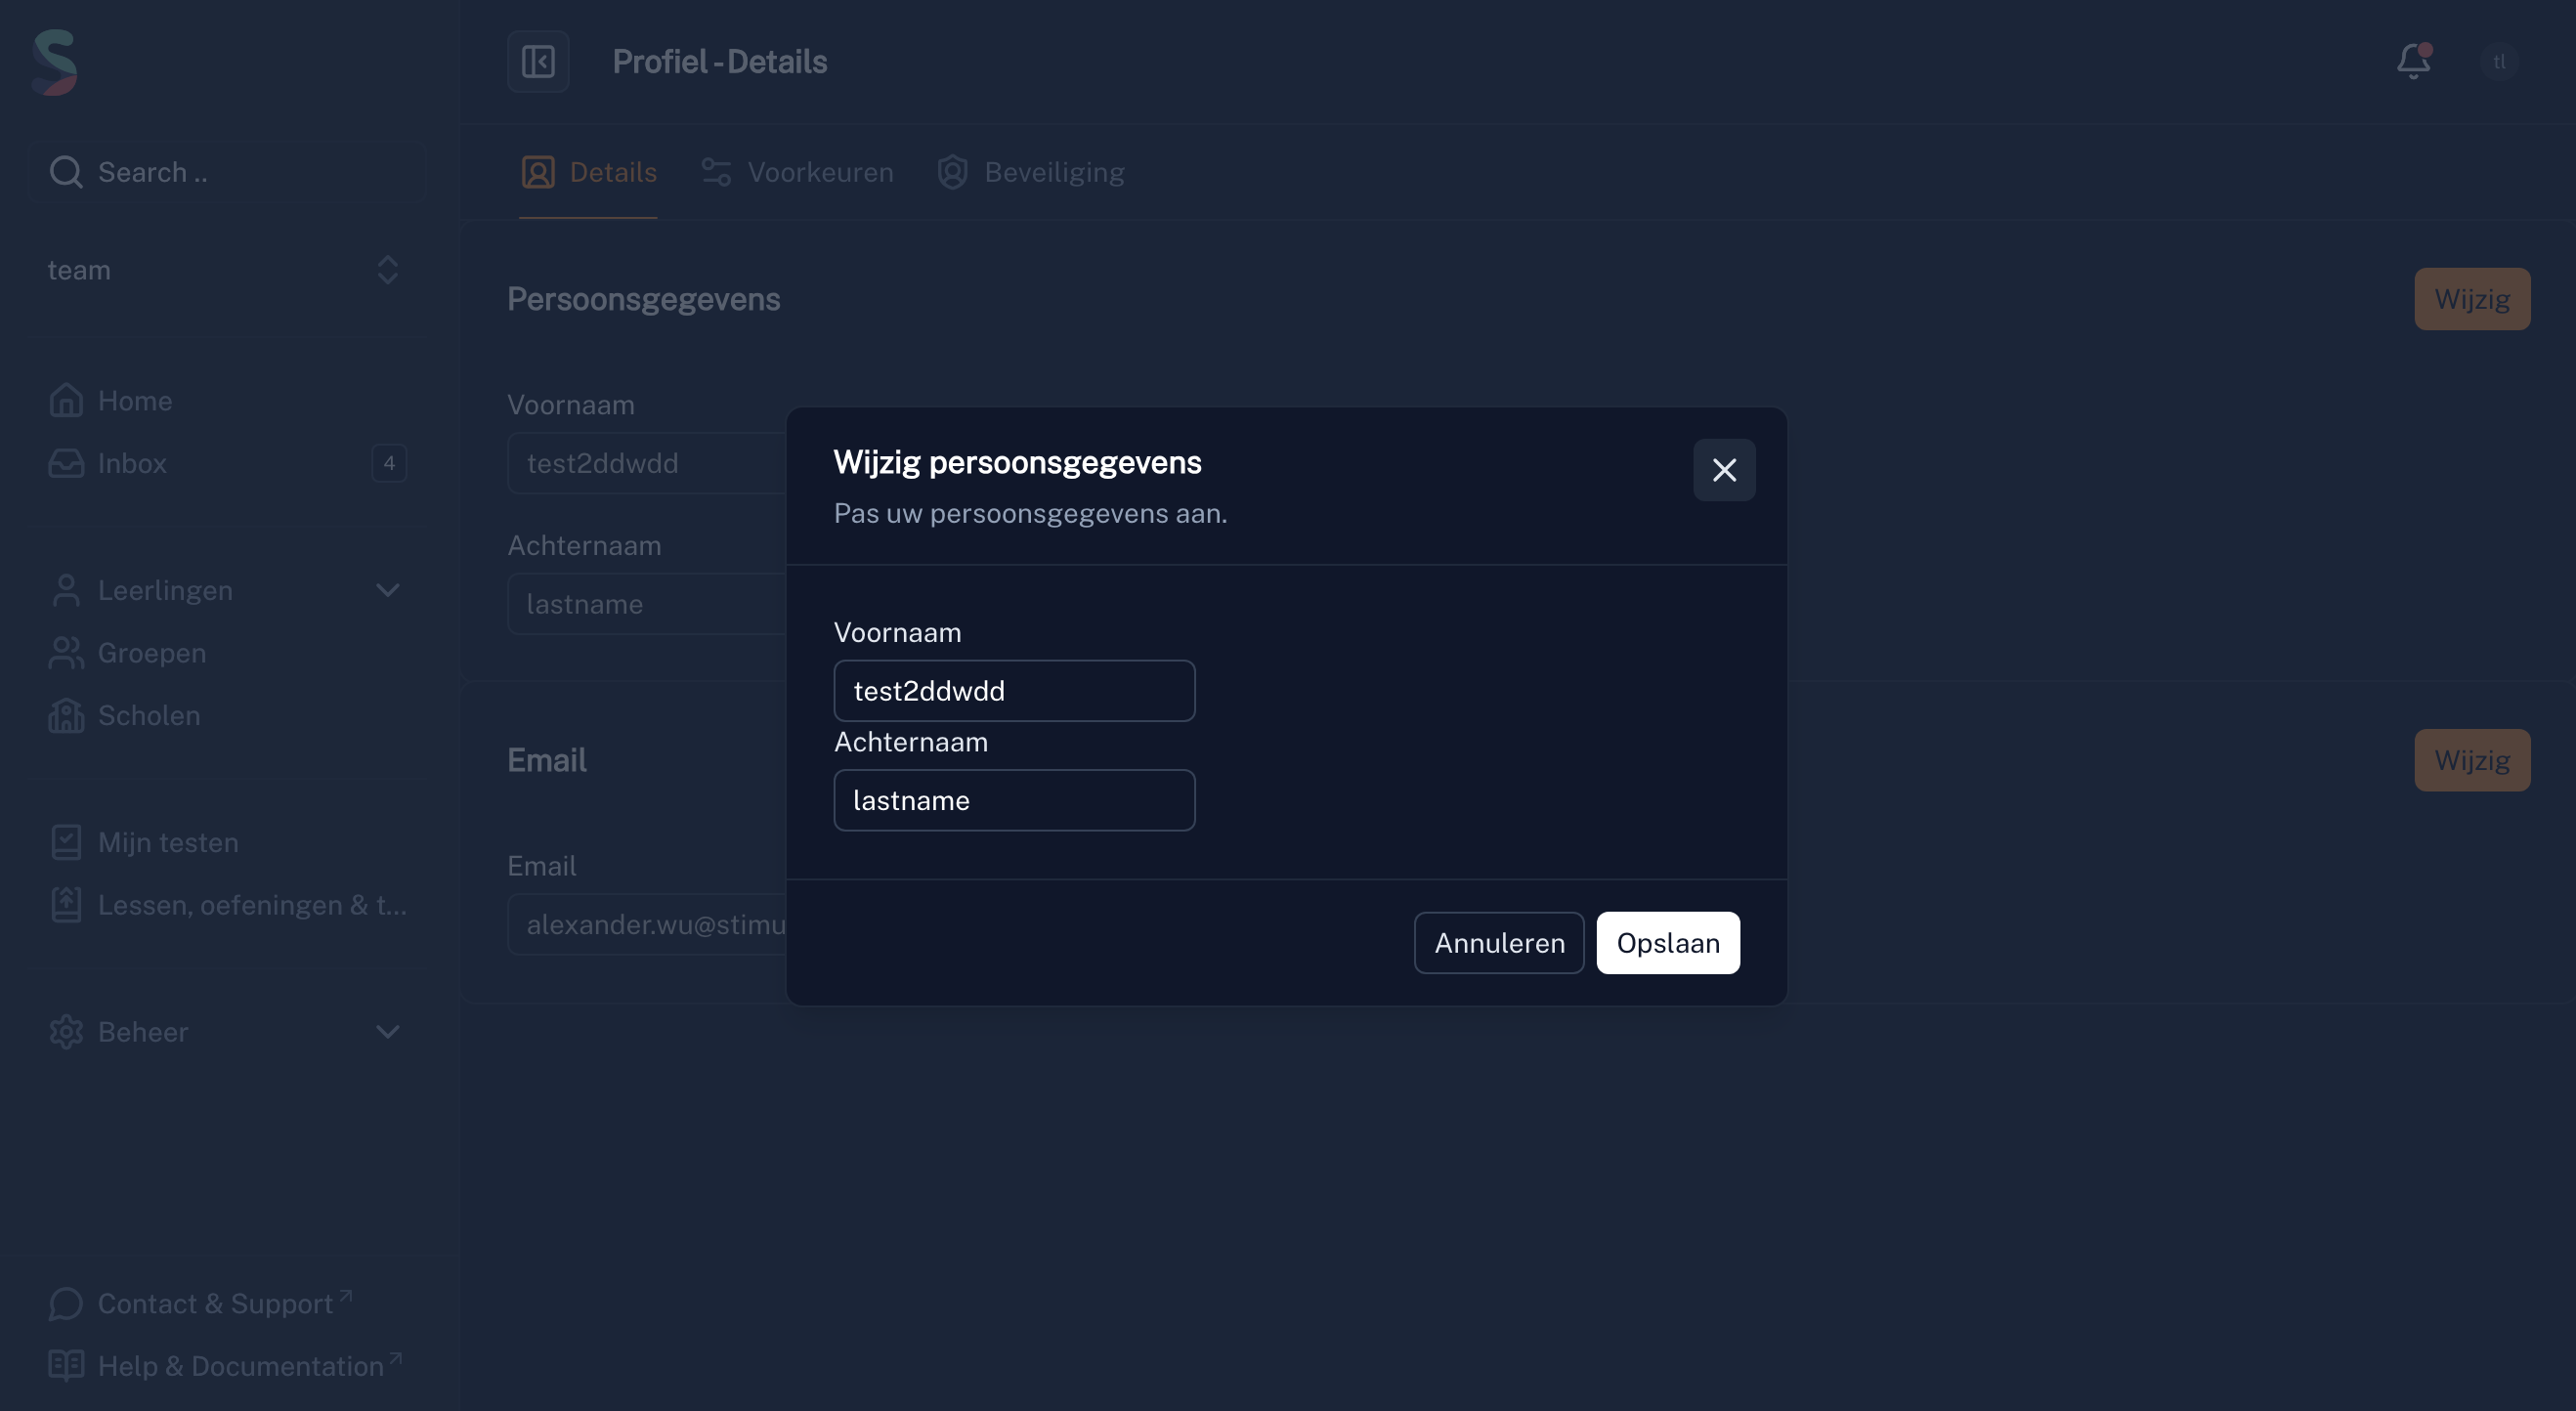 Profiel - Details
tl
Search ..
Details
Voorkeuren
Beveiliging
team
Persoonsgegevens
Wijzig
Home
Inbox
4
Leerlingen
Groepen
Scholen
Mijn testen
Lessen, oefeningen & t...
Beheer
Contact & Support
Help & Documentation
Voornaam
test2ddwdd
Achternaam
lastname
Email
Wijzig
Email
alexander.wu@stimu
Wijzig persoonsgegevens
Pas uw persoonsgegevens aan.
Voornaam
test2ddwdd
Achternaam
lastname
Annuleren
Opslaan